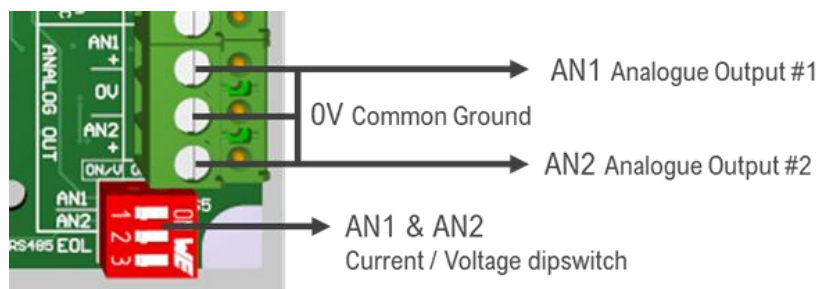 AN1
+
0V
AN2
+
ANALOG OUT
ON/V
AN1
AN2
RS485 EOL
1
2
3
WE
AN1 Analogue Output #1
0V Common Ground
AN2 Analogue Output #2
AN1 & AN2
Current / Voltage dipswitch